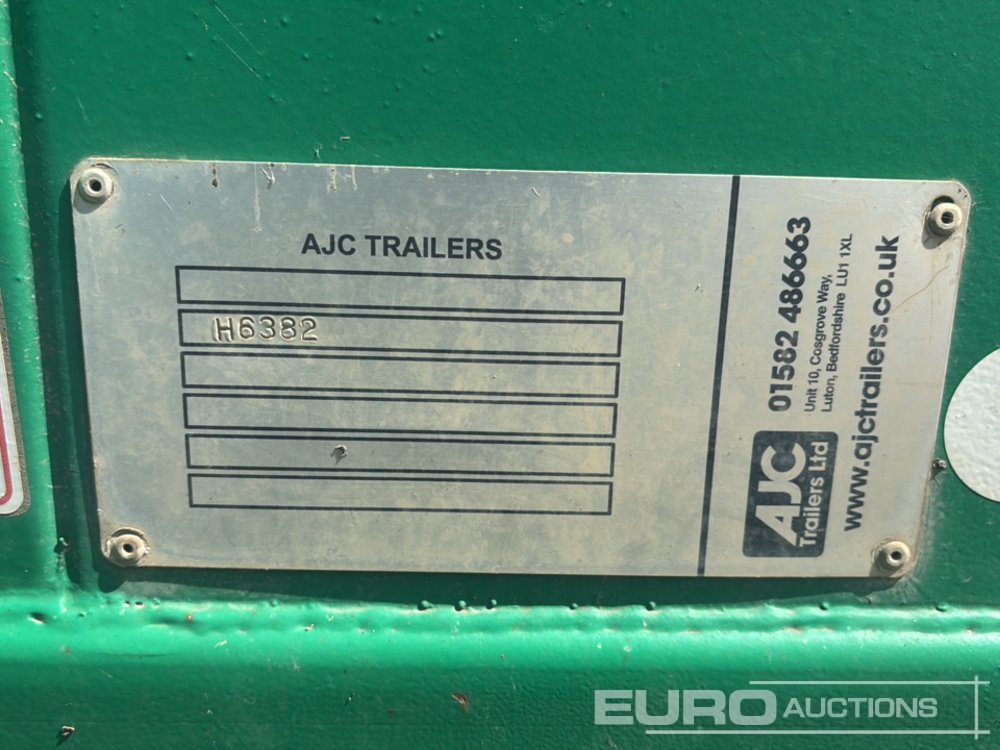 AJC TRAILERS
H6382
AJC
Trailers Ltd
01582 486663
Unit 10, Cosgrove Way,
Luton, Bedfordshire LU1 1XL
www.ajctrailers.co.uk
EURO AUCTIONS